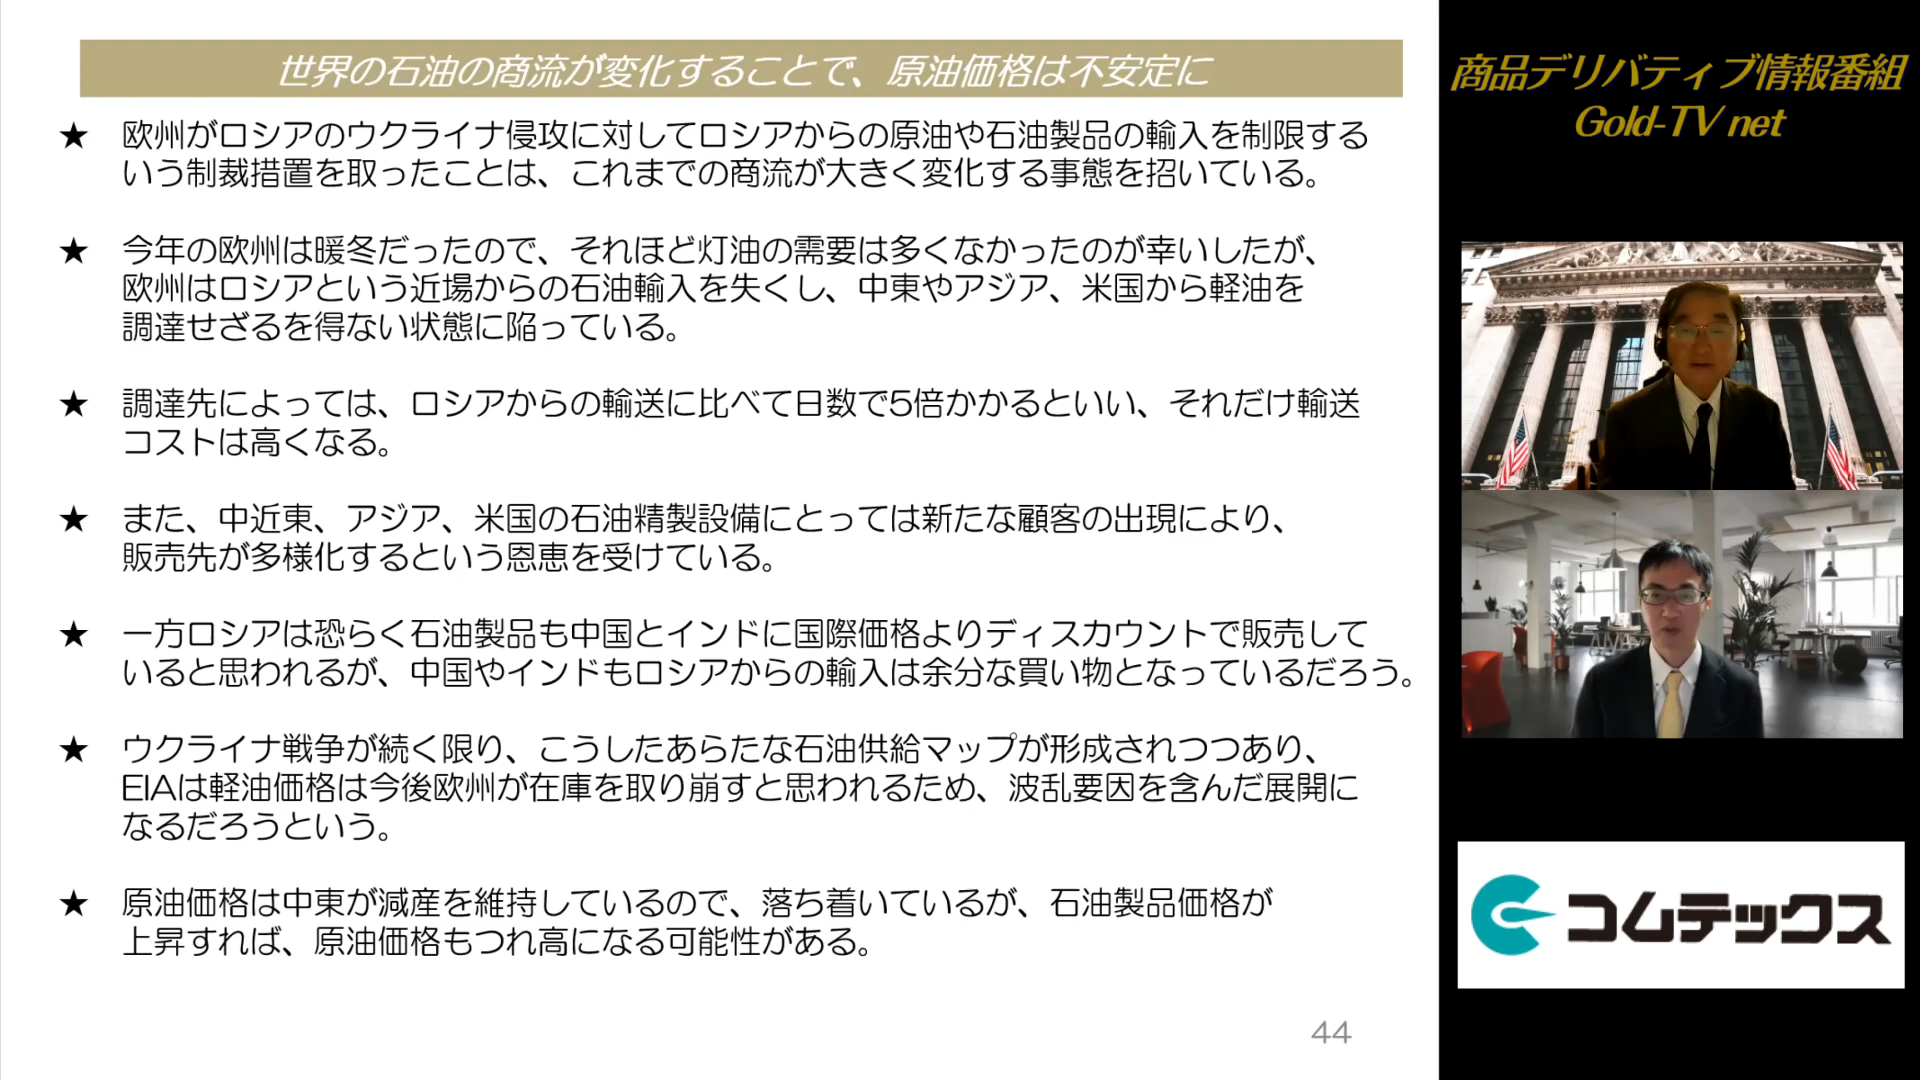 世界の石油の商流が変化することで、原油価格は不安定に
★ 欧州がロシアのウクライナ侵攻に対してロシアからの原油や石油製品の輸入を制限する
いう制裁措置を取ったことは、これまでの商流が大きく変化する事態を招いている。
★ 今年の欧州は暖冬だったので、それほど灯油の需要は多くなかったのが幸いしたが、
欧州はロシアという近場からの石油輸入を失くし、中東やアジア、米国から軽油を
調達せざるを得ない状態に陥っている。
★ 調達先によっては、ロシアからの輸送に比べて日数で5倍かかるといい、それだけ輸送
コストは高くなる。
★ また、中近東、アジア、米国の石油精製設備にとっては新たな顧客の出現により、
販売先が多様化するという恩恵を受けている。
★ 一方ロシアは恐らく石油製品も中国とインドに国際価格よりディスカウントで販売して
いると思われるが、中国やインドもロシアからの輸入は余分な買い物となっているだろう。
★ ウクライナ戦争が続く限り、こうしたあらたな石油供給マップが形成されつつあり、
EIAは軽油価格は今後欧州が在庫を取り崩すと思われるため、波乱要因を含んだ展開に
なるだろうという。
★ 原油価格は中東が減産を維持しているので、落ち着いているが、石油製品価格が
上昇すれば、原油価格もつれ高になる可能性がある。
44
商品デリバティブ情報番組
Gold-TV net
コムテックス